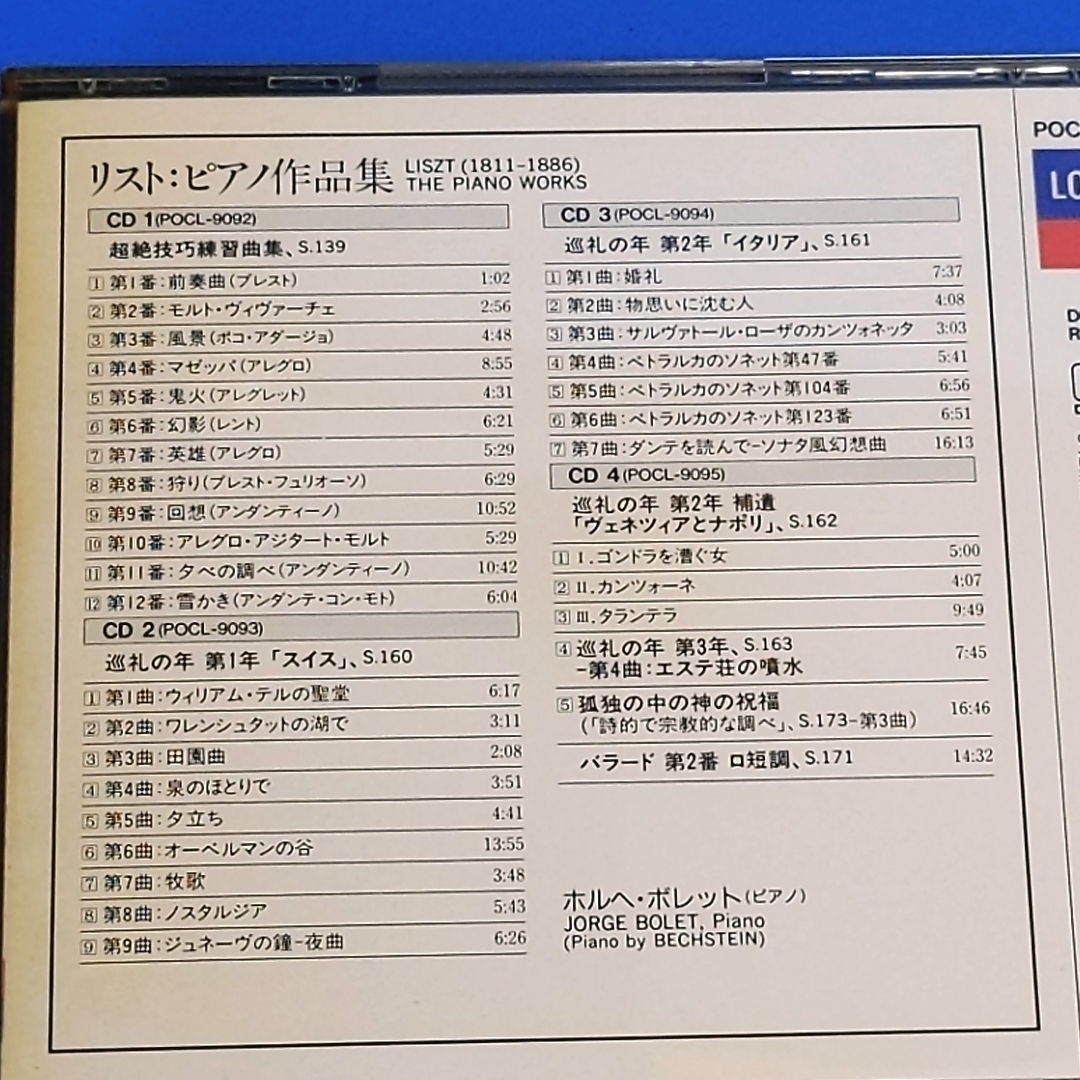 リスト:ピアノ作品集 LISZT (1811-1886)
THE PIANO WORKS
CD 1 (POCL-9092)
超絶技巧練習曲集、S.139
1 第1番:前奏曲(プレスト) 1:02
2 第2番:モルト・ヴィヴァーチェ 2:56
3 第3番:風景(ポコ・アダージョ) 4:48
4 第4番:マゼッパ(アレグロ) 8:55
5 第5番:鬼火(アレグレット) 4:31
6 第6番:幻影(レント) 6:21
7 第7番:英雄(アレグロ) 5:29
8 第8番:狩り(プレスト・フュリオーソ) 6:29
9 第9番:回想(アンダンティーノ) 10:52
10 第10番:アレグロ・アジタート・モルト 5:29
11 第11番:夕べの調べ(アンダンティーノ) 10:42
12 第12番:雪かき(アンダンテ・コン・モト) 6:04
CD 2 (POCL-9093)
巡礼の年 第1年「スイス」、S.160
1 第1曲:ウィリアム・テルの聖堂 6:17
2 第2曲:ワレンシュタットの湖で 3:11
3 第3曲:田園曲 2:08
4 第4曲:泉のほとりで 3:51
5 第5曲:夕立ち 4:41
6 第6曲:オーベルマンの谷 13:55
7 第7曲:牧歌 3:48
8 第8曲:ノスタルジア 5:43
9 第9曲:ジュネーヴの鐘-夜曲 6:26
CD 3 (POCL-9094)
巡礼の年 第2年「イタリア」、S.161
1 第1曲:婚礼 7:37
2 第2曲:物思いに沈む人 4:08
3 第3曲:サルヴァトール・ローザのカンツォネッタ 3:03
4 第4曲:ペトラルカのソネット第47番 5:41
5 第5曲:ペトラルカのソネット第104番 6:56
6 第6曲:ペトラルカのソネット第123番 6:51
7 第7曲:ダンテを読んで-ソナタ風幻想曲 16:13
CD 4 (POCL-9095)
巡礼の年 第2年 補遺
「ヴェネツィアとナポリ」、S.162
1 I.ゴンドラを漕ぐ女 5:00
2 II.カンツォーネ 4:07
3 III.タランテラ 9:49
4 巡礼の年 第3年、S.163
-第4曲:エステ荘の噴水 7:45
5 孤独の中の神の祝福 16:46
(「詩的で宗教的な調べ」、S.173-第3曲)
バラード 第2番 ロ短調、S.171 14:32
ホルヘ・ボレット(ピアノ)
JORGE BOLET, Piano
(Piano by BECHSTEIN)
POC
LO